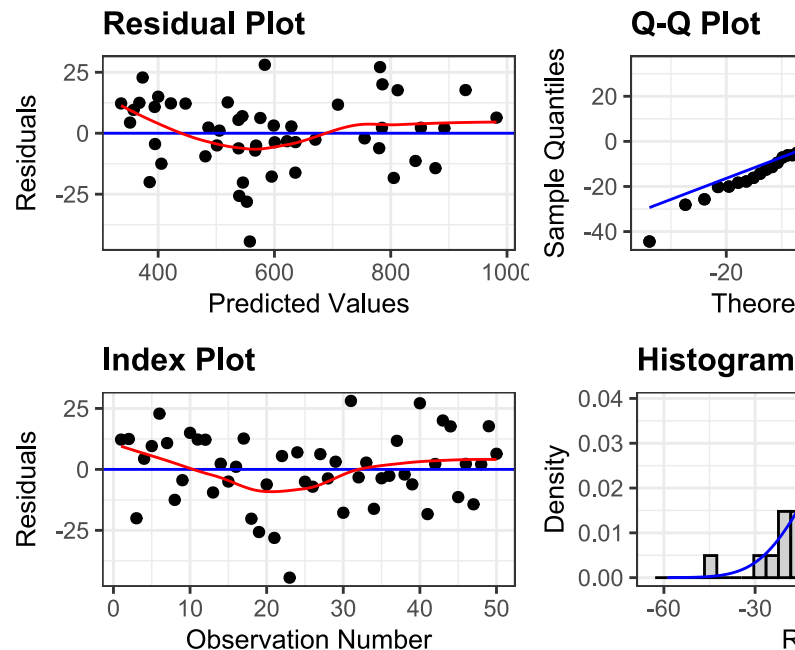 Residual Plot
25
0
-25
Residuals
400
600
800
1000
Predicted Values
Q-Q Plot
20
0
-20
-40
Sample Quantiles
-20
Theore
Index Plot
25
0
-25
Residuals
0
10
20
30
40
50
Observation Number
Histogram
0.04
0.03
0.02
0.01
0.00
Density
-60
-30
R